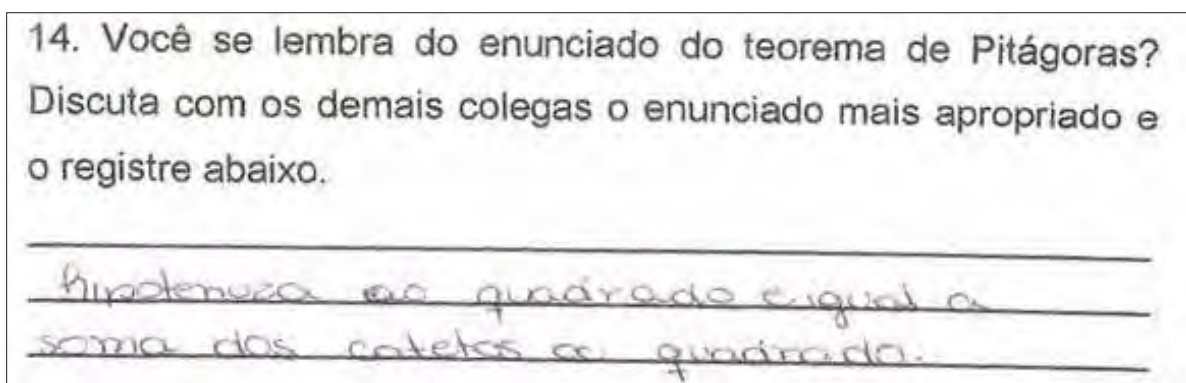 14. Você se lembra do enunciado do teorema de Pitágoras?
Discuta com os demais colegas o enunciado mais apropriado e
o registre abaixo.
hipotenusa ao quadrado e igual a
soma dos catetos ao quadrado.